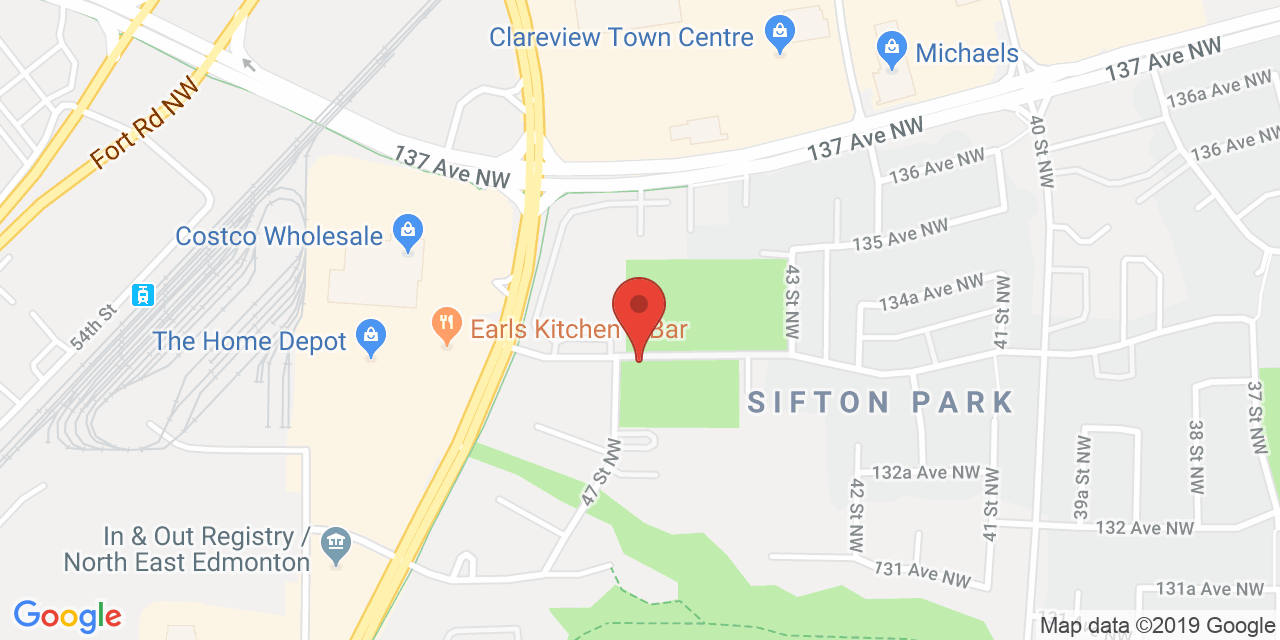 Clareview Town Centre
Michaels
137 Ave NW
136a Ave NW
Fort Rd NW
137 Ave NW
137 Ave NW
40 St NW
136 Ave NW
136 Ave NW
Costco Wholesale
135 Ave NW
43 St NW
134a Ave NW
41 St NW
54th St
The Home Depot
Earls Kitchen
Bar
SIFTON PARK
37 St NW
38 St NW
39a St NW
47 St NW
132a Ave NW
42 St NW
41 St NW
132 Ave NW
In & Out Registry /
North East Edmonton
131 Ave NW
131a Ave NW
Google
Map data ©2019 Google